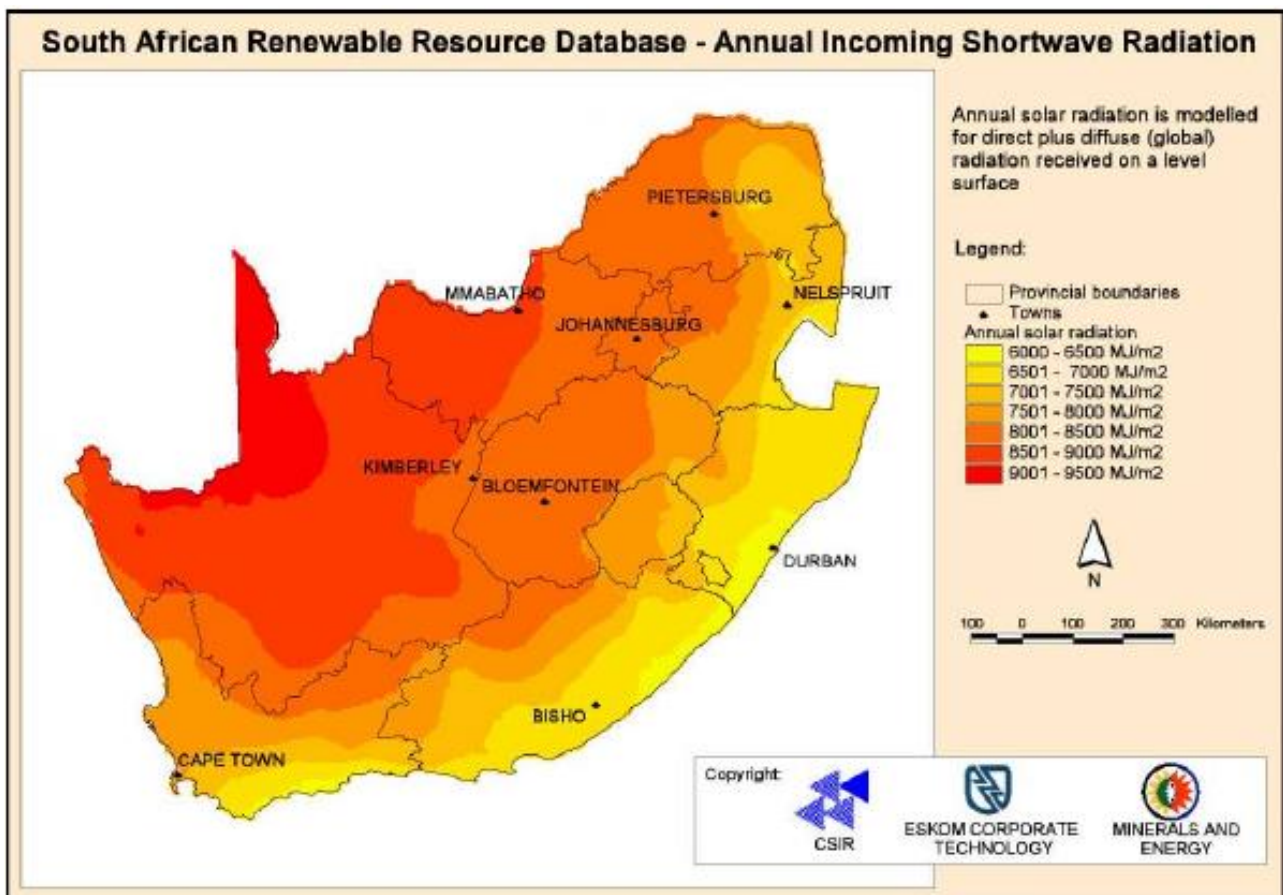 South African Renewable Resource Database - Annual Incoming Shortwave Radiation
Annual solar radiation is modelled
for direct plus diffuse (global)
radiation received on a level
surface
PIETERSBURG
Legend:
MMABATHO
NELSPRUIT
Provincial boundaries
Towns
JOHANNESBURG
Annual solar radiation
6000 - 6500 MJ/m2
6501 - 7000 MJ/m2
7001 - 7500 MJ/m2
7501 - 8000 MJ/m2
8001 - 8500 MJ/m2
8501 - 9000 MJ/m2
9001 - 9500 MJ/m2
KIMBERLEY
BLOEMFONTEIN
DURBAN
N
100 0 100 200 300 Kilometers
BISHO
CAPE TOWN
Copyright:
CSIR
ESKOM CORPORATE
TECHNOLOGY
MINERALS AND
ENERGY